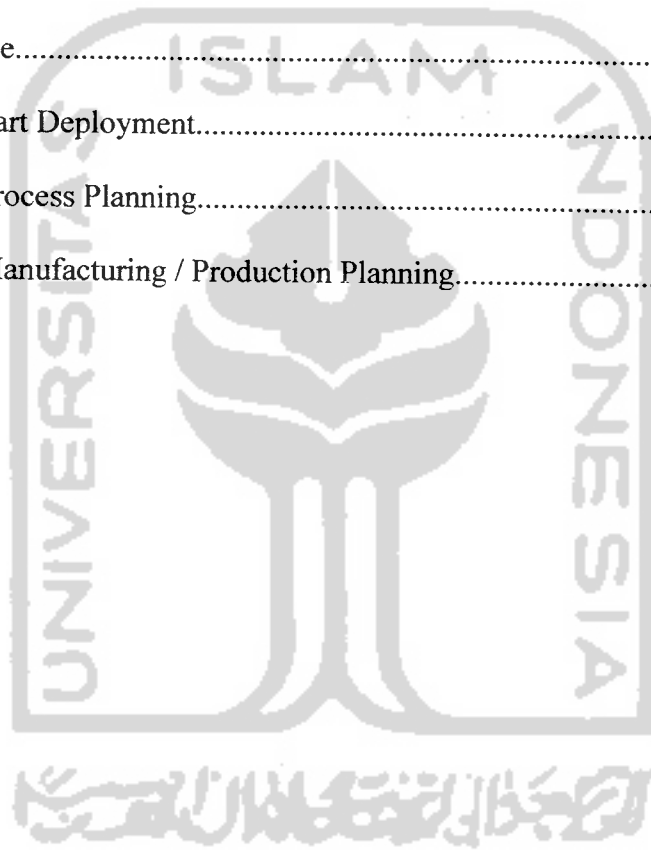 e..........................................................................................
ISLAM
art Deployment..........................................................................
rocess Planning.........................................................................
Manufacturing / Production Planning................................
UNIVERSITAS
INDONESIA